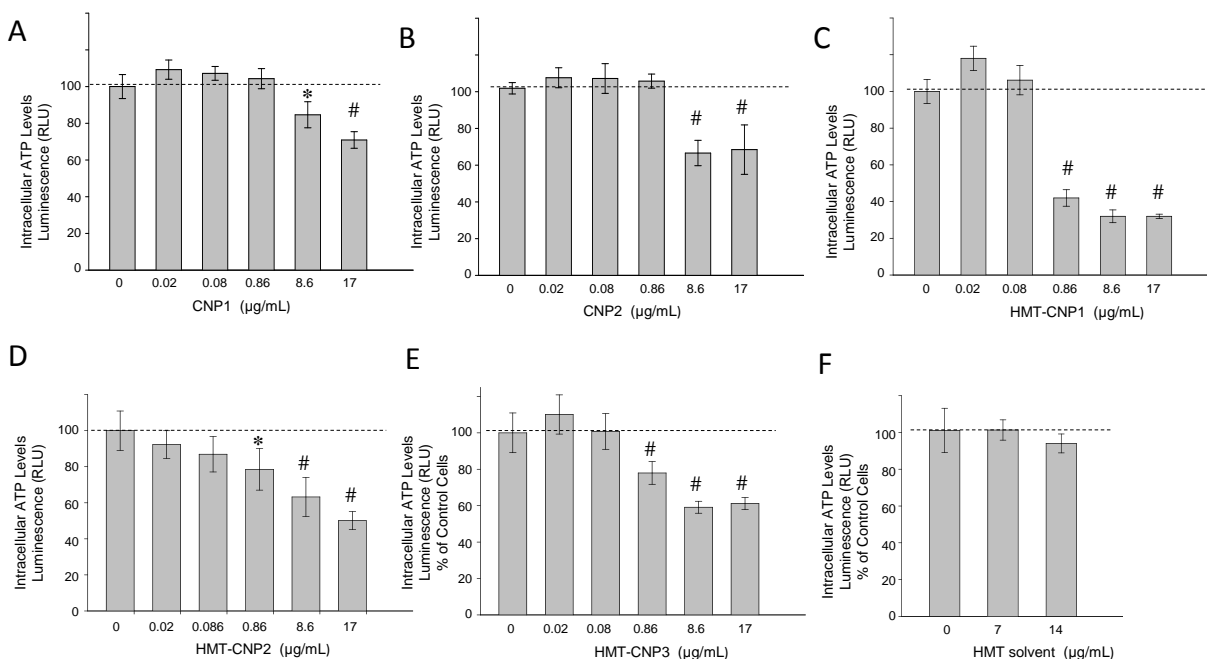 A
Intracellular ATP Levels
Luminescence (RLU)
100
80
60
40
20
0
* #
0 0.02 0.08 0.86 8.6 17
CNP1 (µg/mL)
B
Intracellular ATP Levels
Luminescence (RLU)
100
80
60
40
20
0
# #
0 0.02 0.08 0.86 8.6 17
CNP2 (µg/mL)
C
Intracellular ATP Levels
Luminescence (RLU)
100
80
60
40
20
0
# # #
0 0.02 0.08 0.86 8.6 17
HMT-CNP1 (µg/mL)
D
Intracellular ATP Levels
Luminescence (RLU)
100
80
60
40
20
0
* # #
0 0.02 0.086 0.86 8.6 17
HMT-CNP2 (µg/mL)
E
Intracellular ATP Levels
Luminescence (RLU)
% of Control Cells
100
80
60
40
20
0
# # #
0 0.02 0.08 0.86 8.6 17
HMT-CNP3 (µg/mL)
F
Intracellular ATP Levels
Luminescence (RLU)
% of Control Cells
100
80
60
40
20
0
0 7 14
HMT solvent (µg/mL)